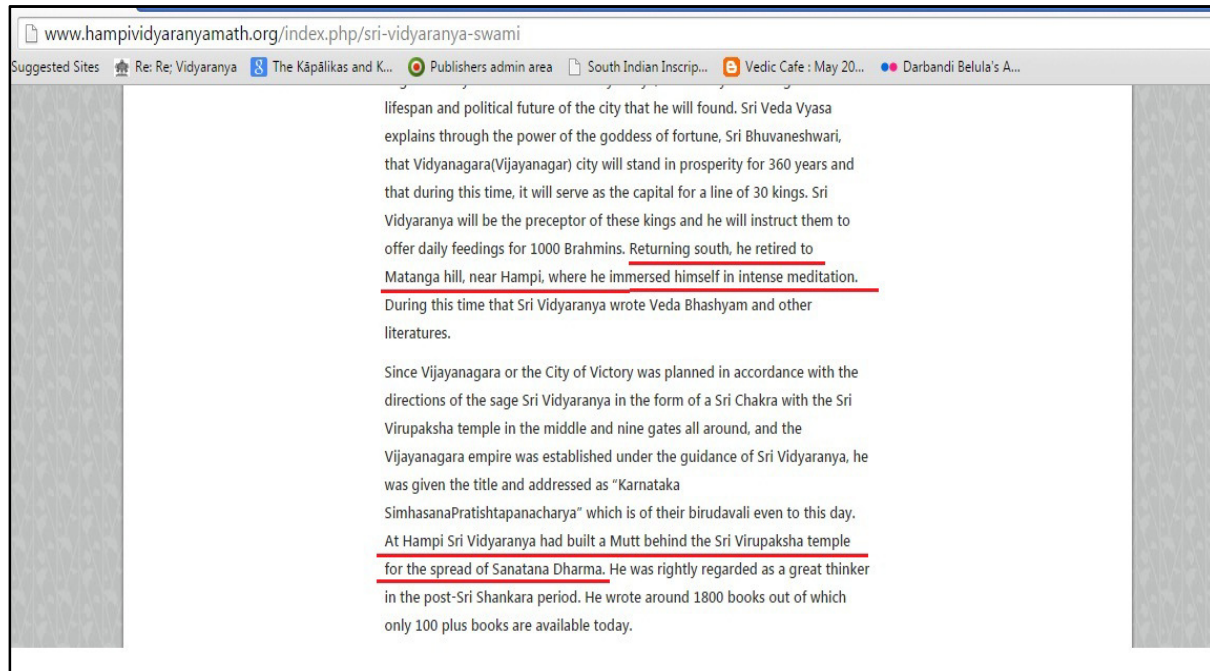 www.hampividyaranyamath.org/index.php/sri-vidyaranya-swami
Suggested Sites Re: Re; Vidyaranya The Kāpālikas and K... Publishers admin area South Indian Inscrip... Vedic Cafe : May 20... Darbandi Belula's A...
lifespan and political future of the city that he will found. Sri Veda Vyasa
explains through the power of the goddess of fortune, Sri Bhuvaneshwari,
that Vidyanagara(Vijayanagar) city will stand in prosperity for 360 years and
that during this time, it will serve as the capital for a line of 30 kings. Sri
Vidyaranya will be the preceptor of these kings and he will instruct them to
offer daily feedings for 1000 Brahmins. Returning south, he retired to
Matanga hill, near Hampi, where he immersed himself in intense meditation.
During this time that Sri Vidyaranya wrote Veda Bhashyam and other
literatures.
Since Vijayanagara or the City of Victory was planned in accordance with the
directions of the sage Sri Vidyaranya in the form of a Sri Chakra with the Sri
Virupaksha temple in the middle and nine gates all around, and the
Vijayanagara empire was established under the guidance of Sri Vidyaranya, he
was given the title and addressed as “Karnataka
SimhasanaPratishtapanacharya” which is of their birudavali even to this day.
At Hampi Sri Vidyaranya had built a Mutt behind the Sri Virupaksha temple
for the spread of Sanatana Dharma. He was rightly regarded as a great thinker
in the post-Sri Shankara period. He wrote around 1800 books out of which
only 100 plus books are available today.